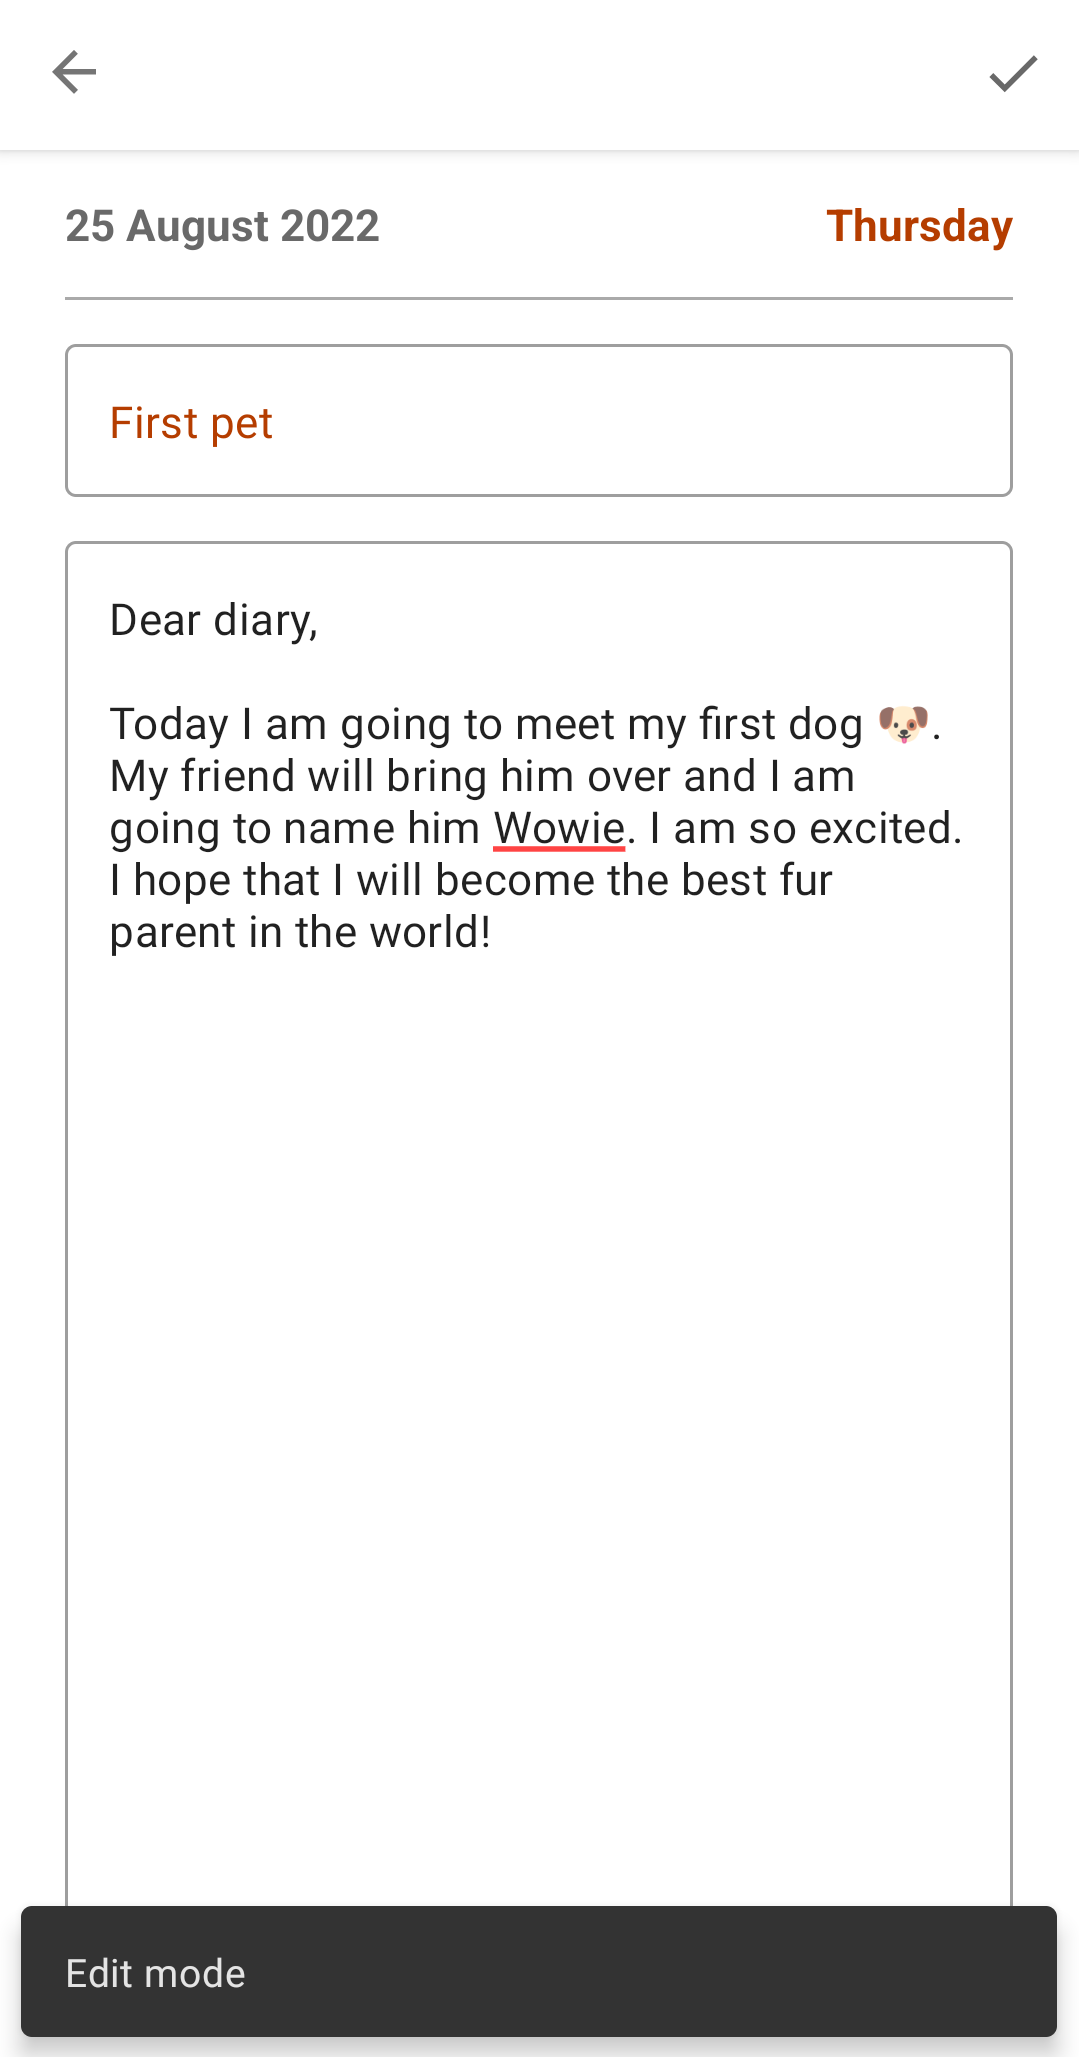 25 August 2022
Thursday
First pet
Dear diary,
Today I am going to meet my first dog 🐶.
My friend will bring him over and I am
going to name him Wowie. I am so excited.
I hope that I will become the best fur
parent in the world!
Edit mode